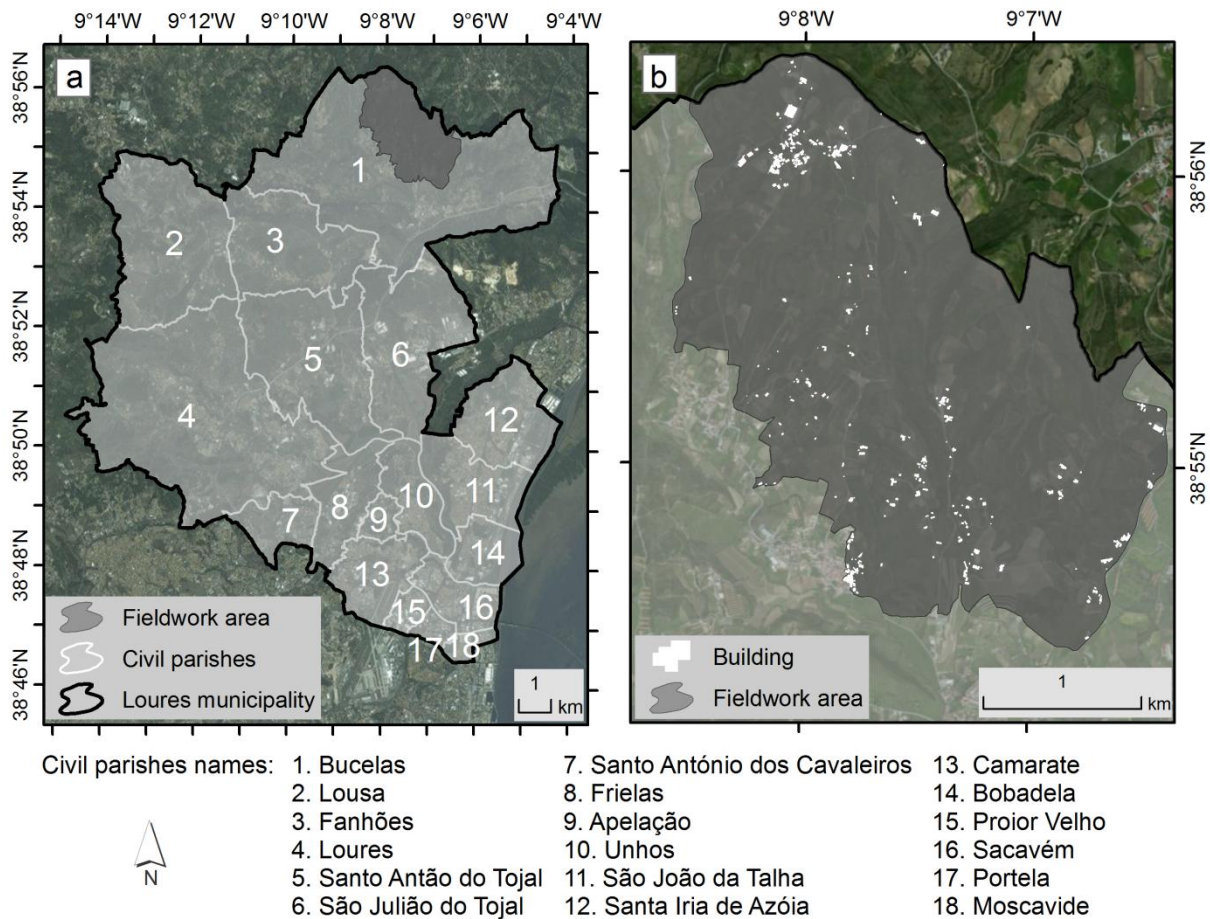 9°14'W 9°12'W 9°10'W 9°8'W 9°6'W 9°4'W
9°8'W 9°7'W
a
38°56'N
38°54'N
38°52'N
38°50'N
38°48'N
38°46'N
1
2
3
4
5
6
7
8
9
10
11
12
13
14
15
16
17
18
Fieldwork area
Civil parishes
Loures municipality
1
km
b
38°56'N
38°55'N
Building
Fieldwork area
1
km
Civil parishes names: 1. Bucelas 7. Santo António dos Cavaleiros 13. Camarate
2. Lousa 8. Frielas 14. Bobadela
3. Fanhões 9. Apelação 15. Proior Velho
4. Loures 10. Unhos 16. Sacavém
5. Santo Antão do Tojal 11. São João da Talha 17. Portela
6. São Julião do Tojal 12. Santa Iria de Azóia 18. Moscavide
N